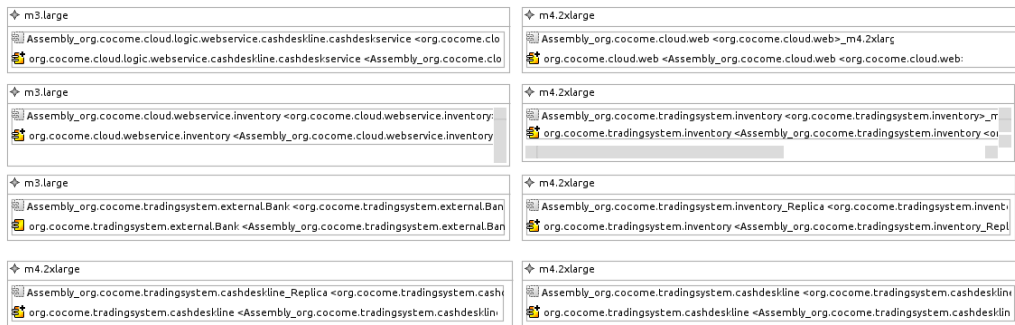 m3.large
Assembly_org.cocome.cloud.logic.webservice.cashdeskline.cashdeskservice <org.cocome.clo
org.cocome.cloud.logic.webservice.cashdeskline.cashdeskservice <Assembly_org.cocome.clo
m4.2xlarge
Assembly_org.cocome.cloud.web <org.cocome.cloud.web>_m4.2xlarg
org.cocome.cloud.web <Assembly_org.cocome.cloud.web <org.cocome.cloud.web:
m3.large
Assembly_org.cocome.cloud.webservice.inventory <org.cocome.cloud.webservice.inventory:
org.cocome.cloud.webservice.inventory <Assembly_org.cocome.cloud.webservice.inventory
m4.2xlarge
Assembly_org.cocome.tradingsystem.inventory <org.cocome.tradingsystem.inventory>_m
org.cocome.tradingsystem.inventory <Assembly_org.cocome.tradingsystem.inventory <or
m3.large
Assembly_org.cocome.tradingsystem.external.Bank <org.cocome.tradingsystem.external.Ban
org.cocome.tradingsystem.external.Bank <Assembly_org.cocome.tradingsystem.external.Ban
m4.2xlarge
Assembly_org.cocome.tradingsystem.inventory_Replica <org.cocome.tradingsystem.invent
org.cocome.tradingsystem.inventory <Assembly_org.cocome.tradingsystem.inventory_Repl
m4.2xlarge
Assembly_org.cocome.tradingsystem.cashdeskline_Replica <org.cocome.tradingsystem.cash
org.cocome.tradingsystem.cashdeskline <Assembly_org.cocome.tradingsystem.cashdeskline
m4.2xlarge
Assembly_org.cocome.tradingsystem.cashdeskline <org.cocome.tradingsystem.cashdeskline
org.cocome.tradingsystem.cashdeskline <Assembly_org.cocome.tradingsystem.cashdesklin